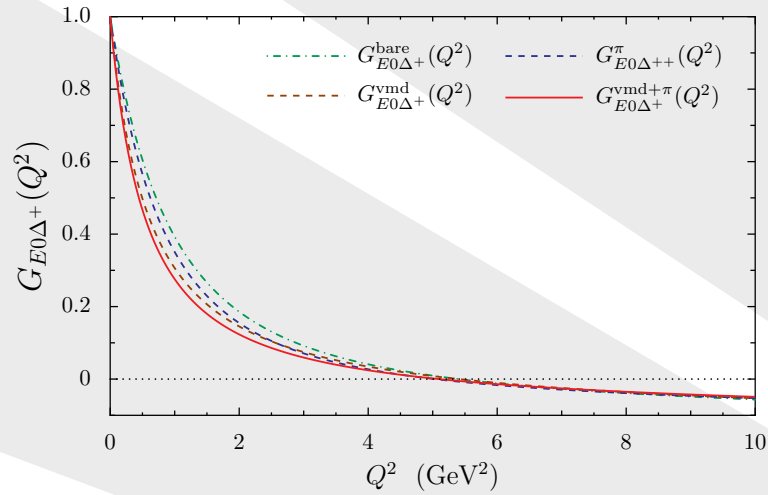 1.0
0.8
0.6
0.4
0.2
0
G_{E0Δ^+}(Q^2)
G^{bare}_{E0Δ^+}(Q^2)
G^{π}_{E0Δ^{++}}(Q^2)
G^{vmd}_{E0Δ^+}(Q^2)
G^{vmd+π}_{E0Δ^+}(Q^2)
0 2 4 6 8 10
Q^2 (GeV^2)